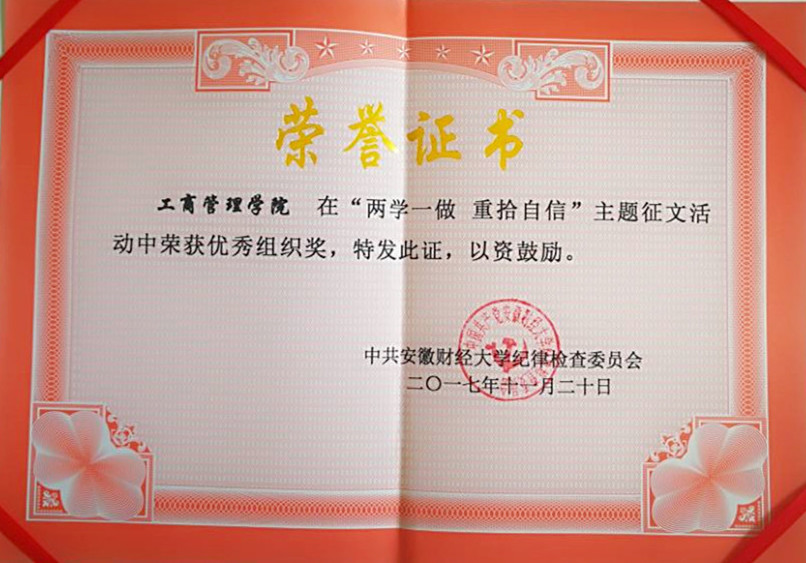 荣誉证书
工商管理学院 在“两学一做 重拾自信”主题征文活
动中荣获优秀组织奖，特发此证，以资鼓励。
中共安徽财经大学纪律检查委员会
二〇一七年十一月二十日